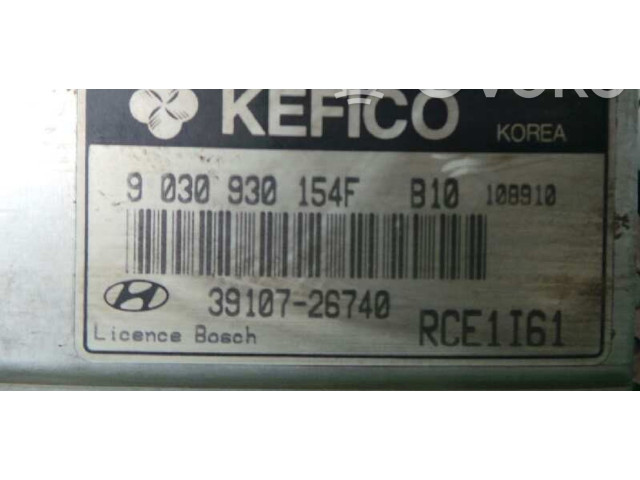 KEFICO KOREA
9 030 930 154F B10 108910
39107-26740 RCE1I61
Licence Bosch